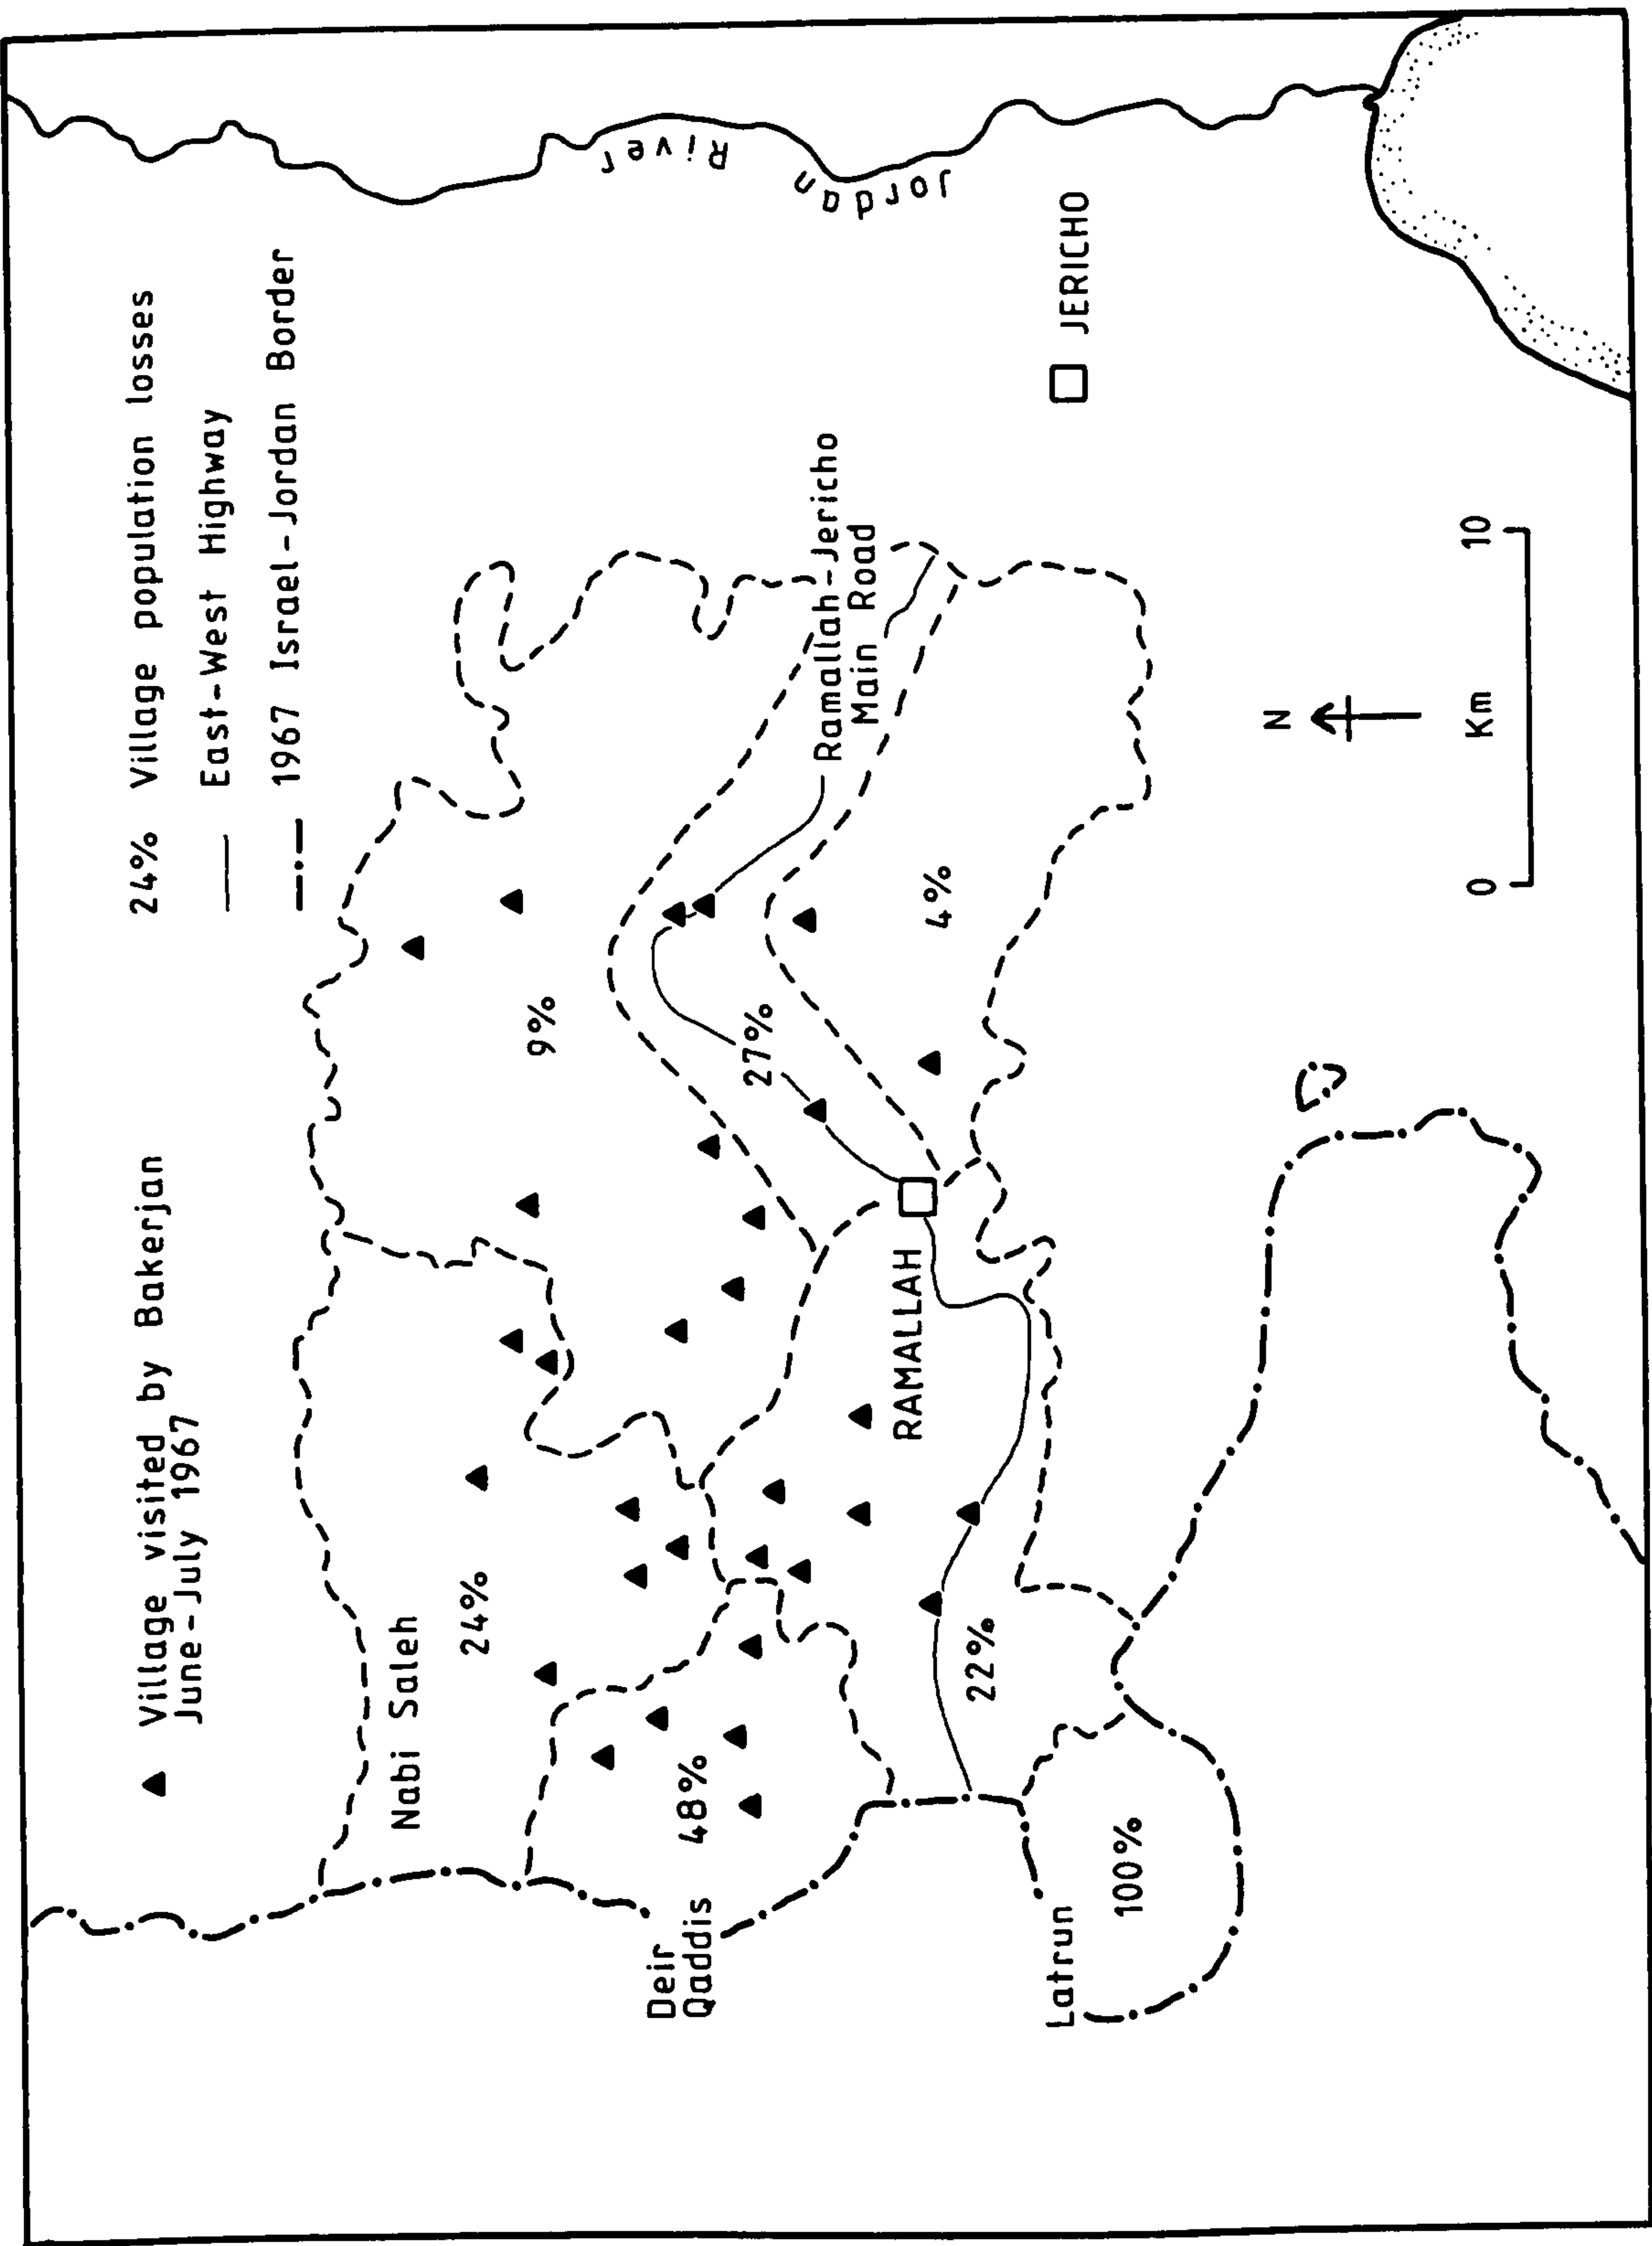 ▲ Village visited by Bakerjan
June-July 1967
24% Village population losses
East-West Highway
1967 Israel-Jordan Border
Nabi Saleh
24%
9%
Deir
Qaddis
48%
27%
Ramallah-Jericho
Main Road
RAMALLAH
4%
22%
Latrun
100%
JERICHO
Jordan River
N
Km
0 10